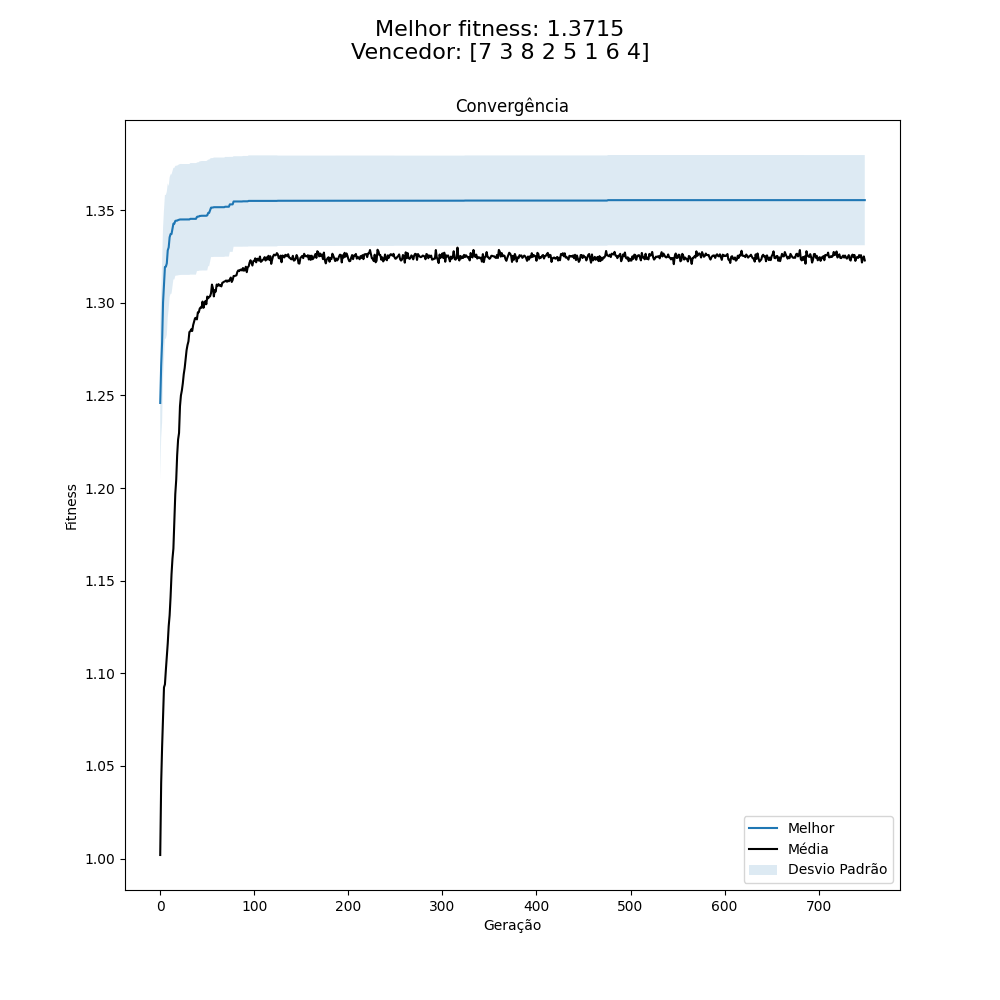 Melhor fitness: 1.3715
Vencedor: [7 3 8 2 5 1 6 4]
Convergência
1.35
1.30
1.25
1.20
1.15
1.10
1.05
1.00
Fitness
0 100 200 300 400 500 600 700
Geração
Melhor
Média
Desvio Padrão